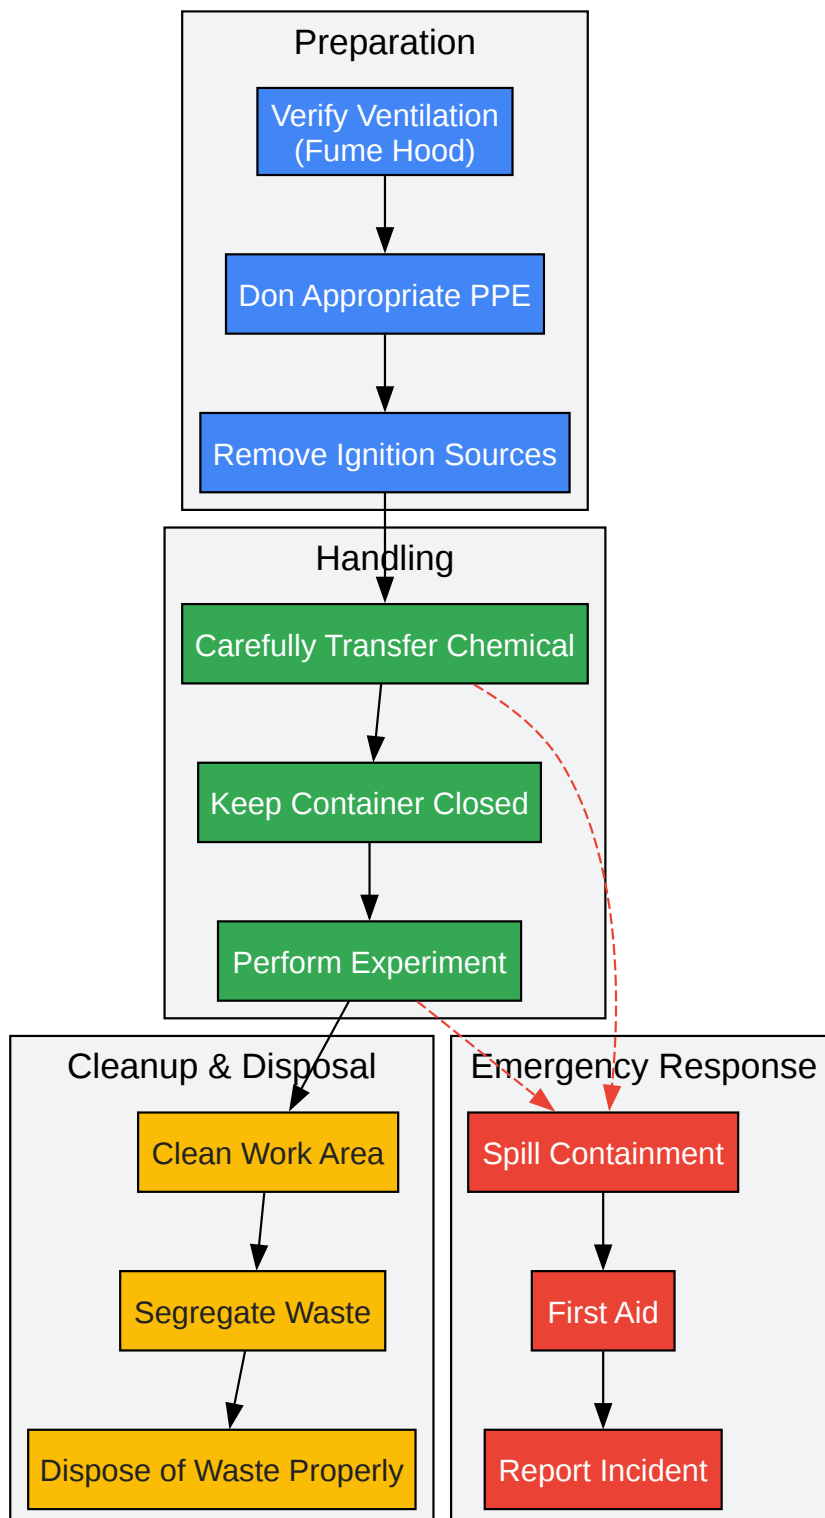 Preparation
Verify Ventilation
(Fume Hood)
Don Appropriate PPE
Remove Ignition Sources
Handling
Carefully Transfer Chemical
Keep Container Closed
Perform Experiment
Cleanup & Disposal
Clean Work Area
Segregate Waste
Dispose of Waste Properly
Emergency Response
Spill Containment
First Aid
Report Incident